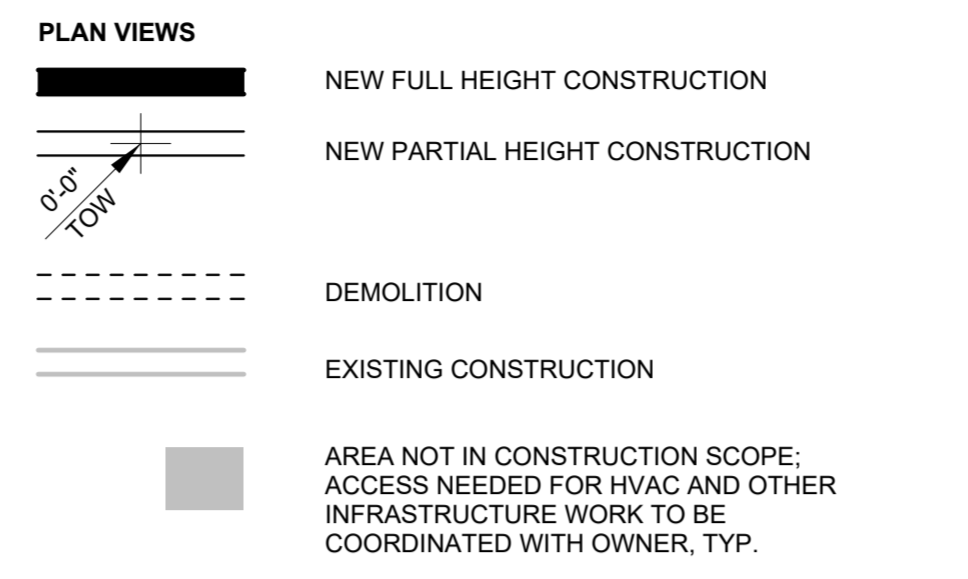 PLAN VIEWS
NEW FULL HEIGHT CONSTRUCTION
NEW PARTIAL HEIGHT CONSTRUCTION
0'-0"
TOW
DEMOLITION
EXISTING CONSTRUCTION
AREA NOT IN CONSTRUCTION SCOPE;
ACCESS NEEDED FOR HVAC AND OTHER
INFRASTRUCTURE WORK TO BE
COORDINATED WITH OWNER, TYP.